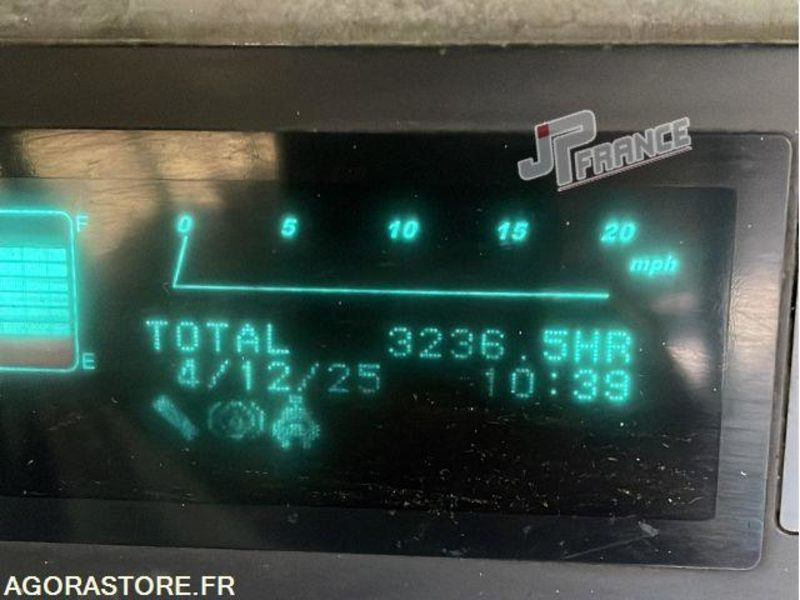 JP FRANCE
F
0 5 10 15 20
mph
TOTAL 3236.5HR
E
4/12/25 10:39
AGORASTORE.FR